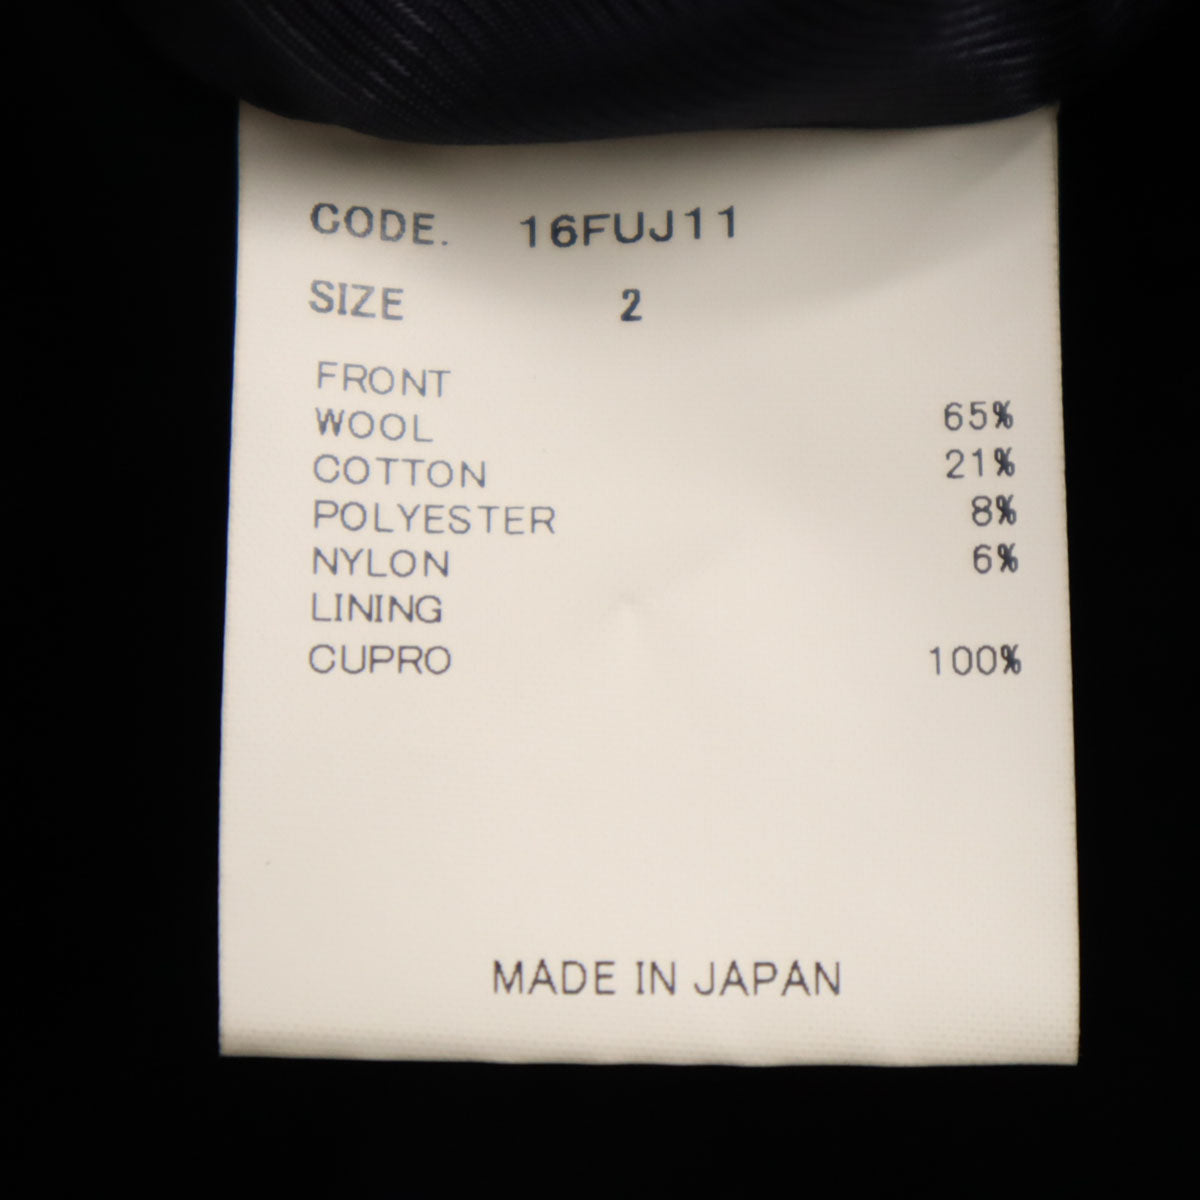 CODE. 16FUJ11
SIZE 2
FRONT
WOOL 65%
COTTON 21%
POLYESTER 8%
NYLON 6%
LINING
CUPRO 100%
MADE IN JAPAN